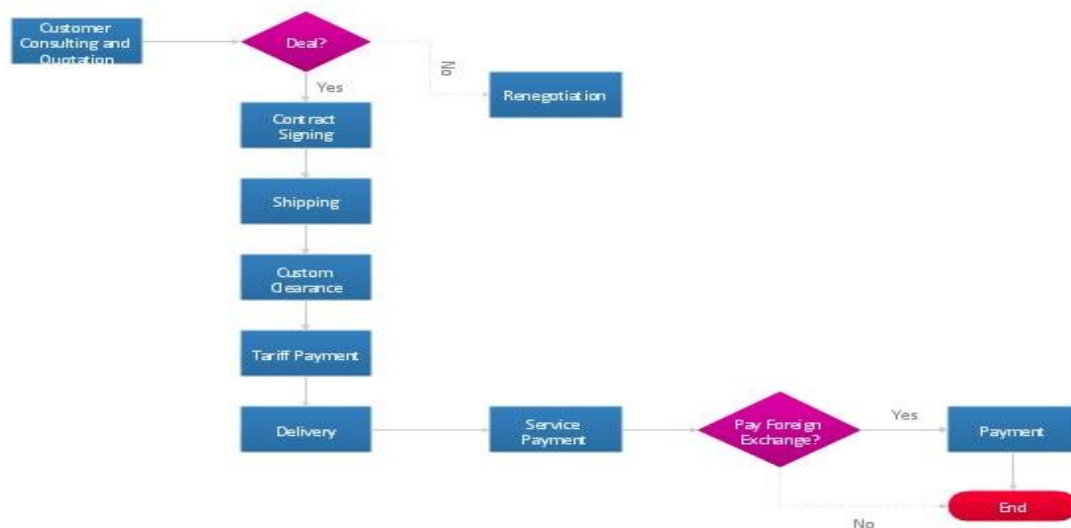 Customer
Consulting and
Quotation
Deal?
No
Yes
Renegotiation
Contract
Signing
Shipping
Custom
Clearance
Tariff Payment
Delivery
Service
Payment
Pay Foreign
Exchange?
Yes
Payment
No
End